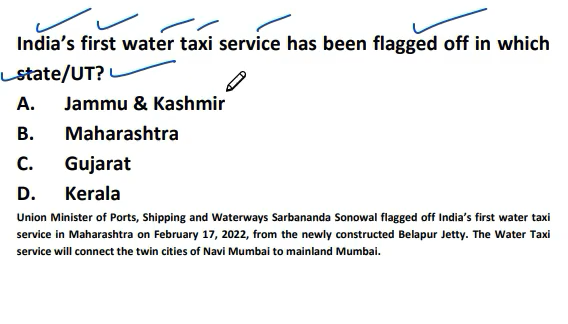 India’s first water taxi service has been flagged off in which
state/UT?
A. Jammu & Kashmir
B. Maharashtra
C. Gujarat
D. Kerala
Union Minister of Ports, Shipping and Waterways Sarbananda Sonowal flagged off India’s first water taxi
service in Maharashtra on February 17, 2022, from the newly constructed Belapur Jetty. The Water Taxi
service will connect the twin cities of Navi Mumbai to mainland Mumbai.